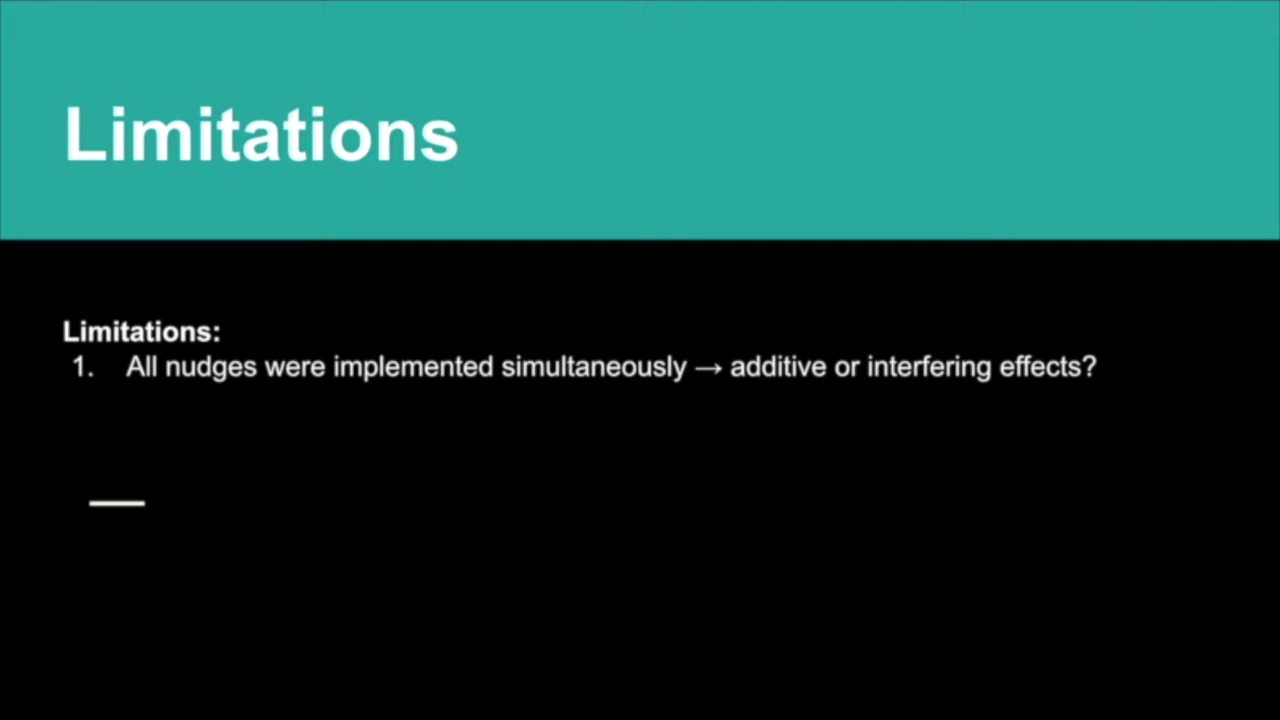 Limitations
Limitations:
1. All nudges were implemented simultaneously → additive or interfering effects?